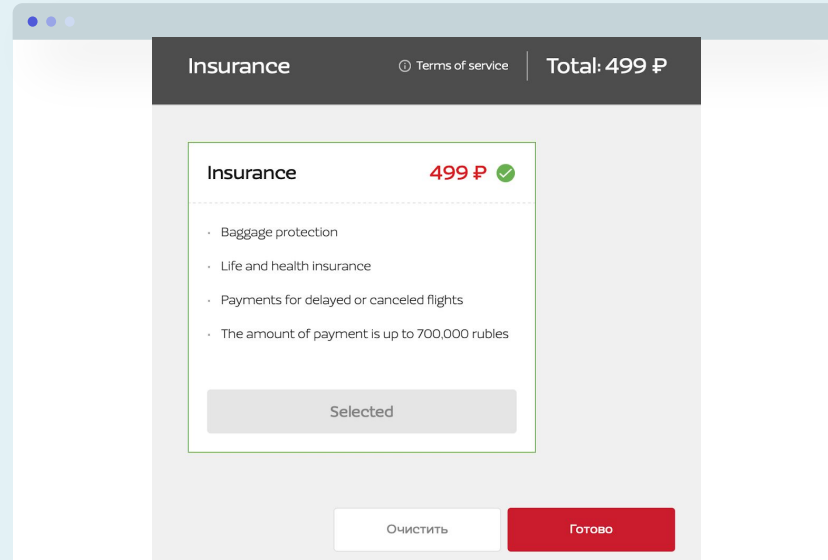 Insurance
Terms of service
Total: 499 ₽
Insurance
499 ₽
· Baggage protection
· Life and health insurance
· Payments for delayed or canceled flights
· The amount of payment is up to 700,000 rubles
Selected
Очистить
Готово